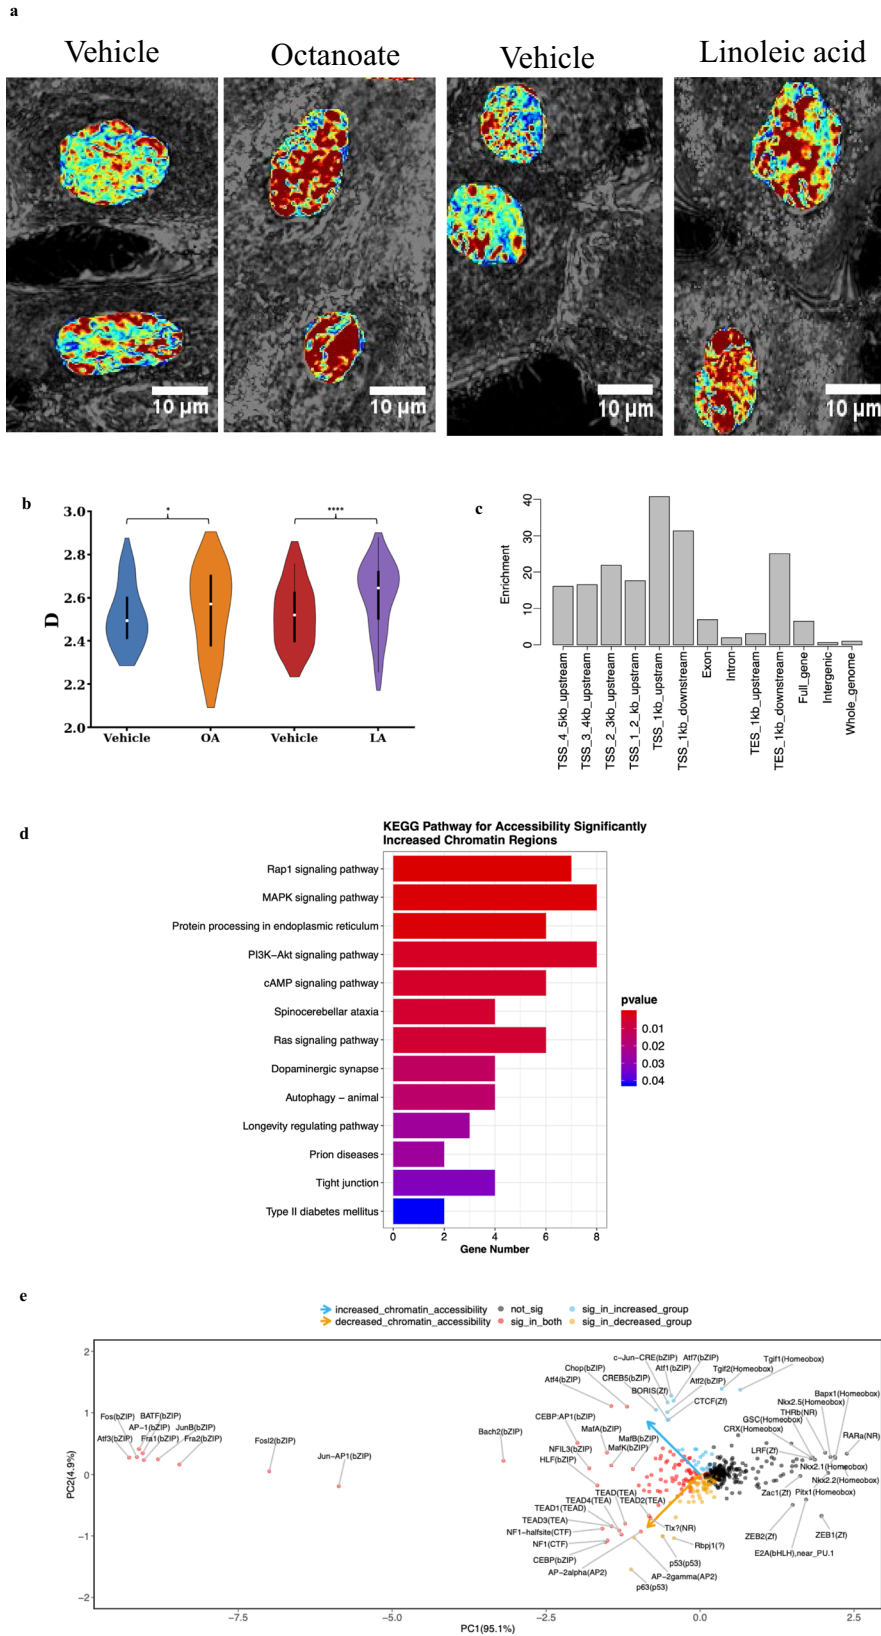 a
Vehicle
Octanoate
Vehicle
Linoleic acid
10 µm
10 µm
10 µm
10 µm
b
3.0
2.8
2.6
2.4
2.2
2.0
D
*
****
Vehicle
OA
Vehicle
LA
c
Enrichment
40
30
20
10
0
TSS_4_5kb_upstream
TSS_3_4kb_upstream
TSS_2_3kb_upstream
TSS_1_2_kb_upstram
TSS_1kb_upstram
TSS_1kb_downstream
Exon
Intron
TES_1kb_upstream
TES_1kb_downstream
Full_gene
Intergenic
Whole_genome
d
KEGG Pathway for Accessibility Significantly
Increased Chromatin Regions
Rap1 signaling pathway
MAPK signaling pathway
Protein processing in endoplasmic reticulum
PI3K−Akt signaling pathway
cAMP signaling pathway
Spinocerebellar ataxia
Ras signaling pathway
Dopaminergic synapse
Autophagy − animal
Longevity regulating pathway
Prion diseases
Tight junction
Type II diabetes mellitus
0
2
4
6
8
Gene Number
pvalue
0.01
0.02
0.03
0.04
e
increased_chromatin_accessibility
not_sig
sig_in_increased_group
decreased_chromatin_accessibility
sig_in_both
sig_in_decreased_group
2
1
0
−1
−2
PC2(4.9%)
c-Jun-CRE(bZIP)
Atf7(bZIP)
Chop(bZIP)
Atf1(bZIP)
Tgif1(Homeobox)
Tgif2(Homeobox)
Atf4(bZIP)
CREB5(bZIP)
Atf2(bZIP)
BORIS(Zf)
CTCF(Zf)
Bapx1(Homeobox)
Nkx2.5(Homeobox)
THRb(NR)
GSC(Homeobox)
CRX(Homeobox)
RARa(NR)
Fos(bZIP)
BATF(bZIP)
AP-1(bZIP)
JunB(bZIP)
Atf3(bZIP)
Fra1(bZIP)
Fra2(bZIP)
Fosl2(bZIP)
Jun-AP1(bZIP)
Bach2(bZIP)
CEBP:AP1(bZIP)
MafA(bZIP)
MafB(bZIP)
NFIL3(bZIP)
MafK(bZIP)
HLF(bZIP)
LRF(Zf)
Nkx2.1(Homeobox)
Nkx2.2(Homeobox)
Zac1(Zf)
Pitx1(Homeobox)
TEAD(TEA)
TEAD4(TEA)
TEAD1(TEAD)
TEAD2(TEA)
TEAD3(TEA)
NF1-halfsite(CTF)
Tlx?(NR)
NF1(CTF)
Rbpj1(?)
ZEB2(Zf)
ZEB1(Zf)
E2A(bHLH),near_PU.1
CEBP(bZIP)
p53(p53)
AP-2alpha(AP2)
AP-2gamma(AP2)
p63(p53)
−7.5
−5.0
−2.5
0.0
2.5
PC1(95.1%)